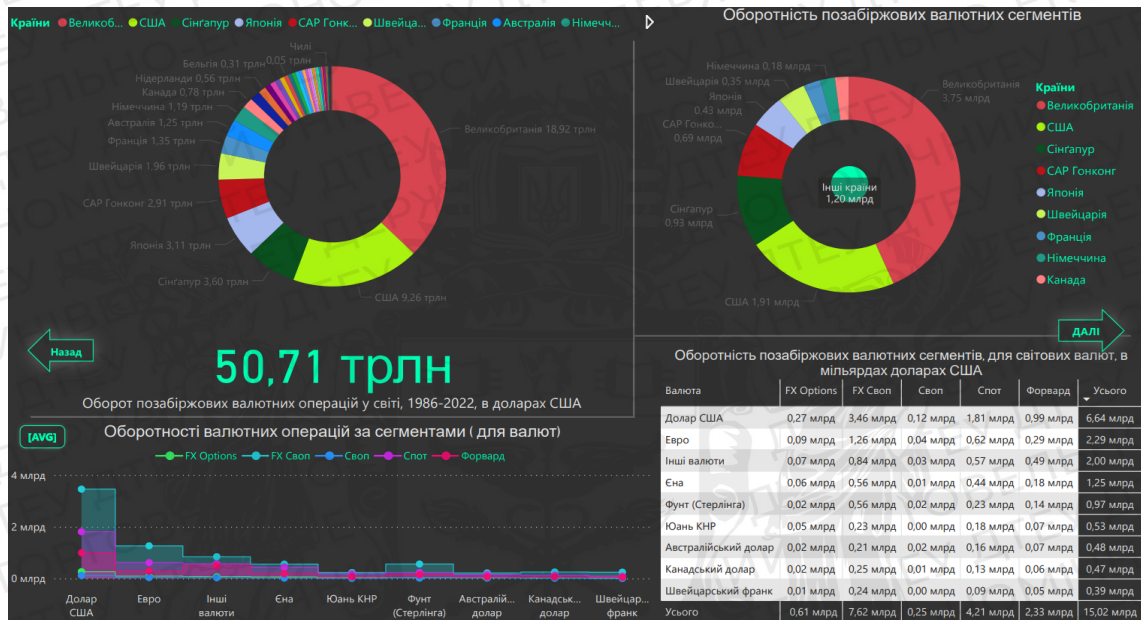 Країни Великоб... США Сінгапур Японія САР Гонк... Швейца... Франція Австралія Німечч...
Чилі
0,05 трлн
Бельгія 0,31 трлн
Нідерланди 0,56 трлн
Канада 0,78 трлн
Німеччина 1,19 трлн
Австралія 1,25 трлн
Франція 1,35 трлн
Швейцарія 1,96 трлн
САР Гонконг 2,91 трлн
Японія 3,11 трлн
Сінгапур 3,60 трлн
США 9,26 трлн
Великобританія 18,92 трлн
Назад
50,71 трлн
Оборот позабіржових валютних операцій у світі, 1986-2022, в доларах США
Оборотність позабіржових валютних сегментів
Німеччина 0,18 млрд
Швейцарія 0,35 млрд
Японія
0,43 млрд
САР Гонко...
0,69 млрд
Сінгапур
0,93 млрд
США 1,91 млрд
Великобританія
3,75 млрд
Інші країни
1,20 млрд
Країни
Великобританія
США
Сінгапур
САР Гонконг
Японія
Швейцарія
Франція
Німеччина
Канада
ДАЛІ
[AVG]
Оборотності валютних операцій за сегментами ( для валют)
FX Options FX Своп Своп Спот Форвард
4 млрд
2 млрд
0 млрд
Долар США
Евро
Інші валюти
Єна
Юань КНР
Фунт (Стерлінга)
Австралій... долар
Канадськ... долар
Швейцар... франк
Оборотність позабіржових валютних сегментів, для світових валют, в
мільярдах доларах США
Валюта FX Options FX Своп Своп Спот Форвард Усього
Долар США 0,27 млрд 3,46 млрд 0,12 млрд 1,81 млрд 0,99 млрд 6,64 млрд
Евро 0,09 млрд 1,26 млрд 0,04 млрд 0,62 млрд 0,29 млрд 2,29 млрд
Інші валюти 0,07 млрд 0,84 млрд 0,03 млрд 0,57 млрд 0,49 млрд 2,00 млрд
Єна 0,06 млрд 0,56 млрд 0,01 млрд 0,44 млрд 0,18 млрд 1,25 млрд
Фунт (Стерлінга) 0,02 млрд 0,56 млрд 0,02 млрд 0,23 млрд 0,14 млрд 0,97 млрд
Юань КНР 0,05 млрд 0,23 млрд 0,00 млрд 0,18 млрд 0,07 млрд 0,53 млрд
Австралійський долар 0,02 млрд 0,21 млрд 0,02 млрд 0,16 млрд 0,07 млрд 0,48 млрд
Канадський долар 0,02 млрд 0,25 млрд 0,01 млрд 0,13 млрд 0,06 млрд 0,47 млрд
Швейцарський франк 0,01 млрд 0,24 млрд 0,00 млрд 0,09 млрд 0,05 млрд 0,39 млрд
Усього 0,61 млрд 7,62 млрд 0,25 млрд 4,21 млрд 2,33 млрд 15,02 млрд